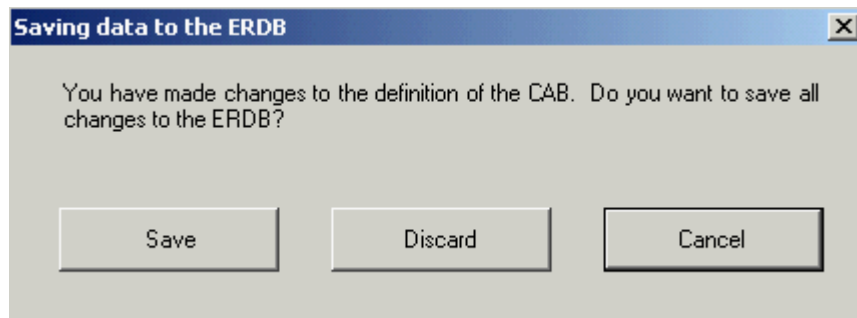 Saving data to the ERDB
You have made changes to the definition of the CAB.  Do you want to save all
changes to the ERDB?
Save
Discard
Cancel